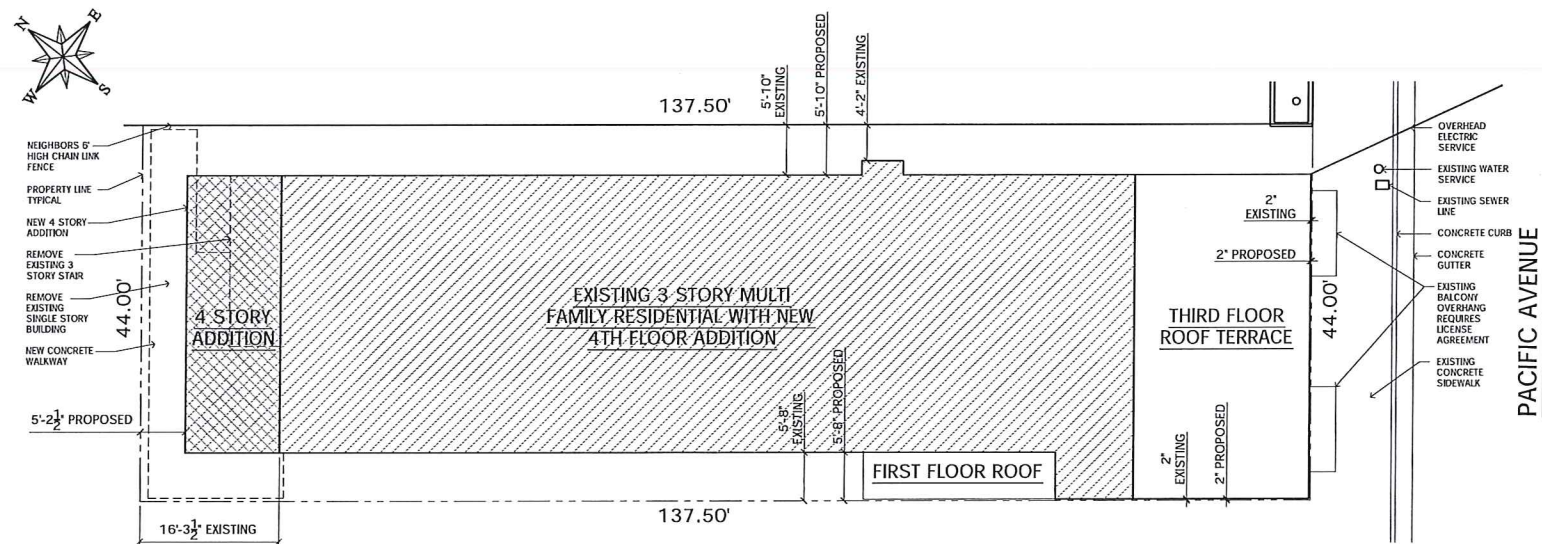 N
E
W
S
137.50'
5'-10"
EXISTING
5'-10" PROPOSED
4'-2" EXISTING
NEIGHBORS 6'
HIGH CHAIN LINK
FENCE
PROPERTY LINE
TYPICAL
NEW 4 STORY
ADDITION
REMOVE
EXISTING 3
STORY STAIR
REMOVE
EXISTING
SINGLE STORY
BUILDING
NEW CONCRETE
WALKWAY
44.00'
5'-2 1/2" PROPOSED
16'-3 1/2" EXISTING
4 STORY
ADDITION
EXISTING 3 STORY MULTI
FAMILY RESIDENTIAL WITH NEW
4TH FLOOR ADDITION
5'-8"
EXISTING
5'-8" PROPOSED
FIRST FLOOR ROOF
137.50'
THIRD FLOOR
ROOF TERRACE
2"
EXISTING
2" PROPOSED
2"
EXISTING
2" PROPOSED
44.00'
OVERHEAD
ELECTRIC
SERVICE
EXISTING WATER
SERVICE
EXISTING SEWER
LINE
CONCRETE CURB
CONCRETE
GUTTER
EXISTING
BALCONY
OVERHANG
REQUIRES
LICENSE
AGREEMENT
EXISTING
CONCRETE
SIDEWALK
PACIFIC AVENUE